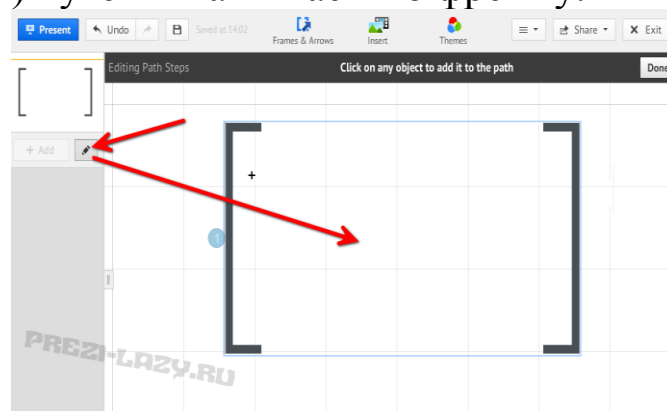 Present Undo Saved at 14:02 Frames & Arrows Insert Themes Share Exit
Editing Path Steps Click on any object to add it to the path Done
+ Add
1
PREZI-LAZY.RU